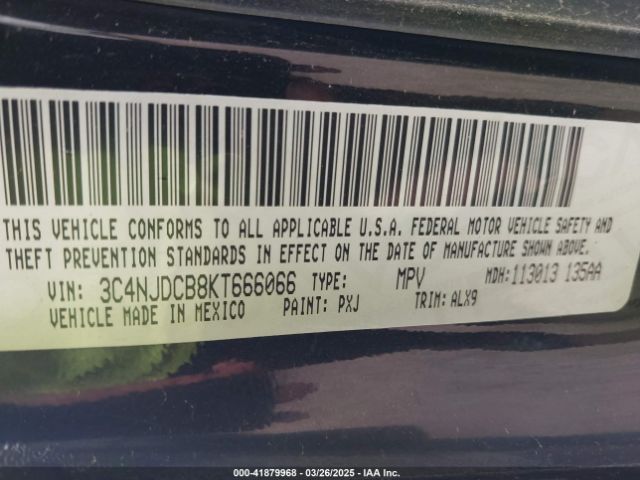 THIS VEHICLE CONFORMS TO ALL APPLICABLE U.S.A. FEDERAL MOTOR VEHICLE SAFETY AND
THEFT PREVENTION STANDARDS IN EFFECT ON THE DATE OF MANUFACTURE SHOWN ABOVE.
VIN: 3C4NJDCB8KT666066 TYPE: MPV MDH:113013 135AA
VEHICLE MADE IN MEXICO PAINT: PXJ TRIM: ALX9
000-41879968 - 03/26/2025 - IAA Inc.